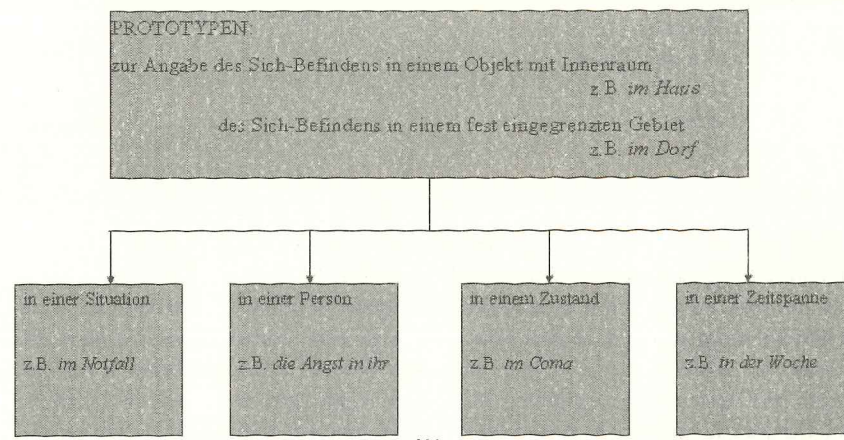 PROTOTYPEN:
zur Angabe des Sich-Befindens in einem Objekt mit Innenraum
z.B. im Haus
des Sich-Befindens in einem fest eingegrenzten Gebiet
z.B. im Dorf
in einer Situation
z.B. im Notfall
in einer Person
z.B. die Angst in ihr
in einem Zustand
z.B. im Coma
in einer Zeitspanne
z.B. in der Woche